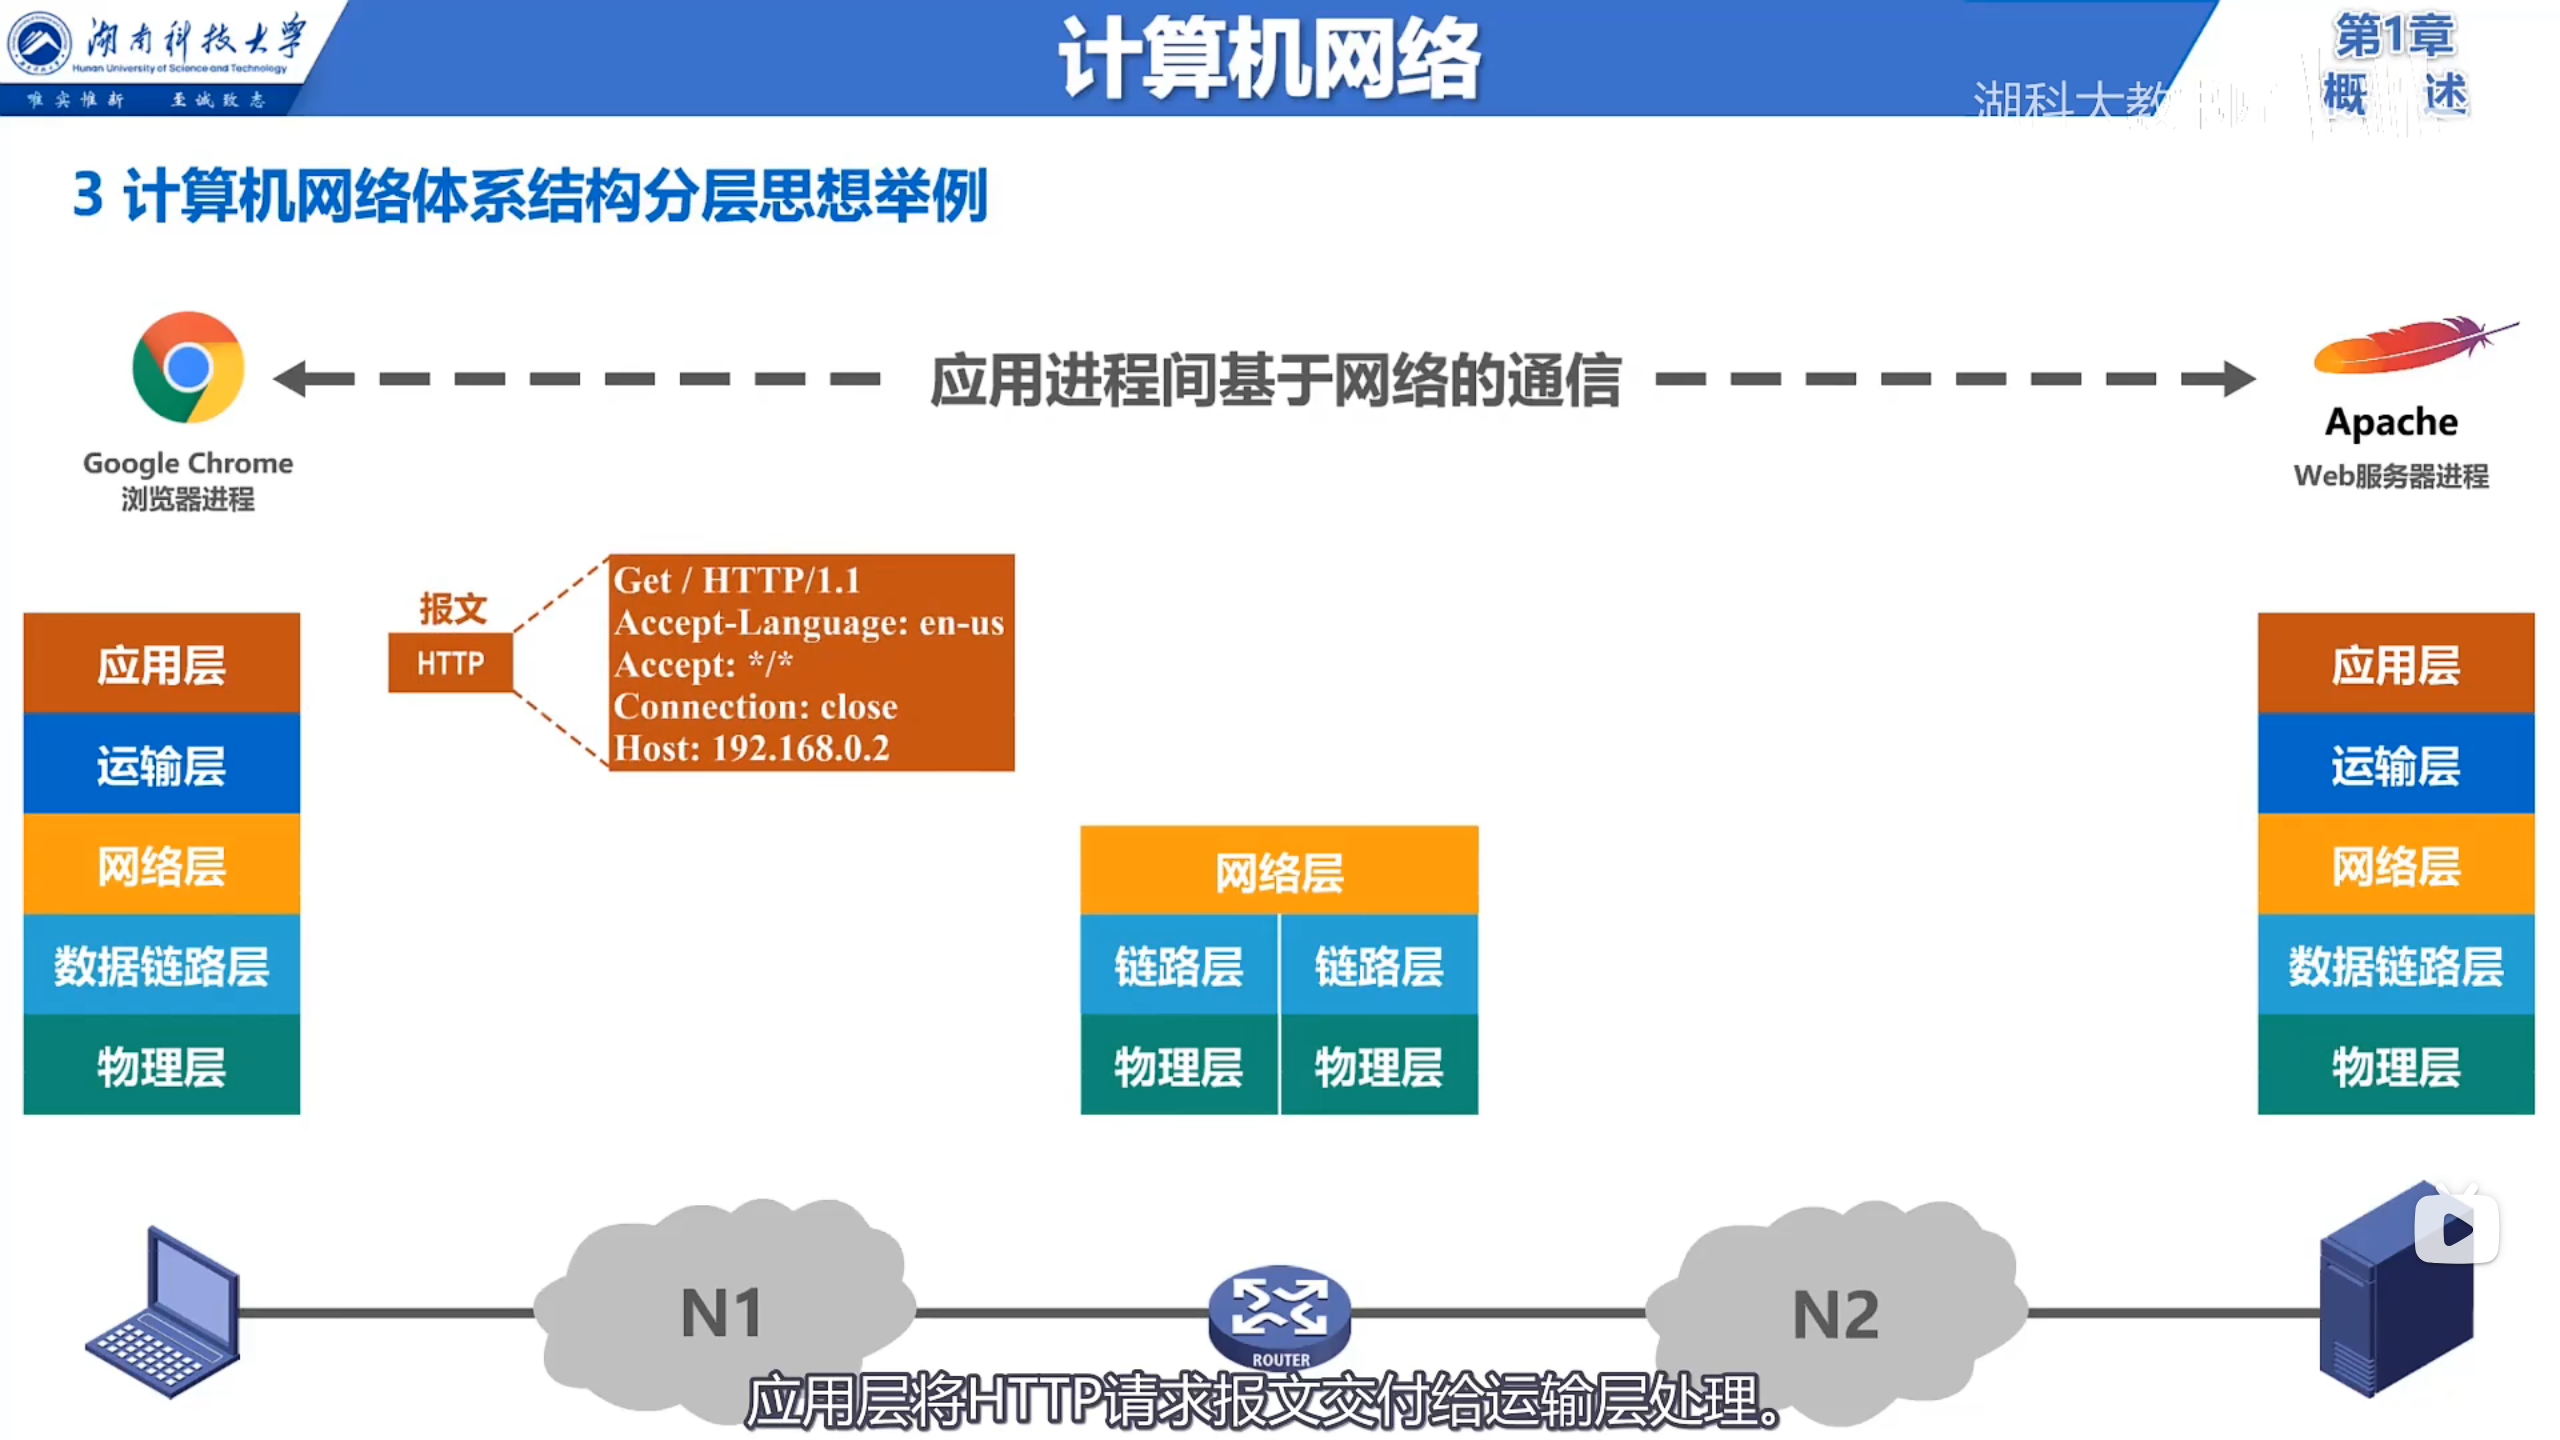 湖南科技大学
Hunan University of Science and Technology
唯实惟新 至诚致志
计算机网络
第1章
概 述
湖科大教
3 计算机网络体系结构分层思想举例
应用进程间基于网络的通信
Google Chrome
浏览器进程
Apache
Web服务器进程
报文
HTTP
Get / HTTP/1.1
Accept-Language: en-us
Accept: */*
Connection: close
Host: 192.168.0.2
应用层
运输层
网络层
数据链路层
物理层
网络层
链路层 链路层
物理层 物理层
应用层
运输层
网络层
数据链路层
物理层
N1
ROUTER
N2
应用层将HTTP请求报文交付给运输层处理。